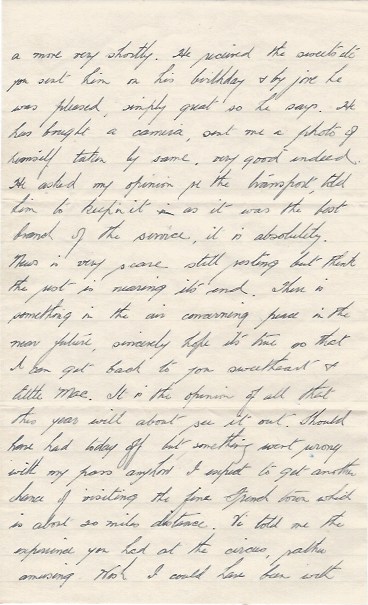 a move very shortly. He recieved the sweets etc
you sent him on his birthday & by jove he
was pleased, simply great so he says. He
has bought a camera, sent me a photo of
himself taken by same, very good indeed.
He asked my opinion re the transport, told
him to keep in it as it was the best
brand of the service, it is absolutely.
News is very scarce still resting but think
the rest is nearing its end. There is
something in the air concerning peace in the
near future, sincerely hope its true so that
I can get back to you sweetheart &
little Mac. It is the opinion of all that
this year will about see it out. Should
have had today off but something went wrong
with my pass anyhow I expect to get another
chance of visiting the fine French town which
is about 20 miles distance. Vi told me the
experience you had at the circus, rather
amusing Wish I could have been with